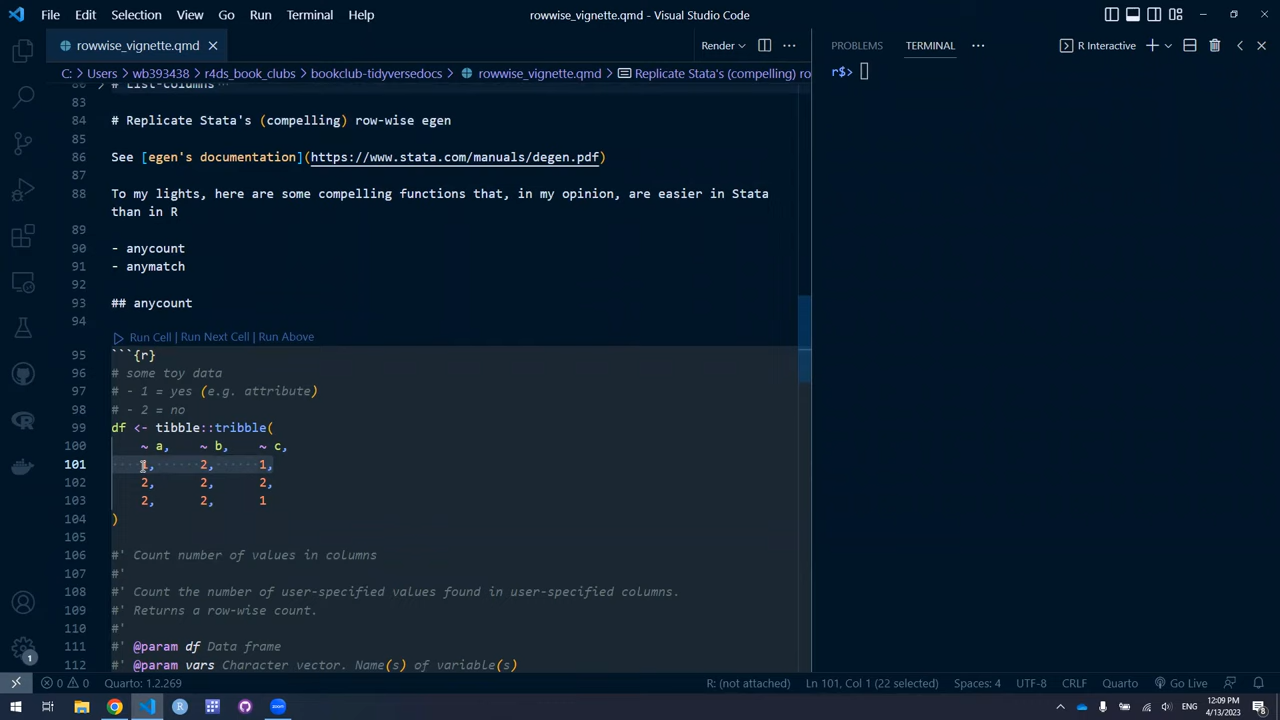 File Edit Selection View Go Run Terminal Help
rowwise_vignette.qmd - Visual Studio Code
rowwise_vignette.qmd
Render
PROBLEMS TERMINAL
R Interactive
C: > Users > wb393438 > r4ds_book_clubs > bookclub-tidyversedocs > rowwise_vignette.qmd > Replicate Stata's (compelling) ro
r$>
80 > # List-columns
83
84 # Replicate Stata's (compelling) row-wise egen
85
86 See [egen's documentation](https://www.stata.com/manuals/degen.pdf)
87
88 To my lights, here are some compelling functions that, in my opinion, are easier in Stata
than in R
89
90 - anycount
91 - anymatch
92
93 ## anycount
94
Run Cell | Run Next Cell | Run Above
95 ```{r}
96 # some toy data
97 # - 1 = yes (e.g. attribute)
98 # - 2 = no
99 df <- tibble::tribble(
100 ~ a, ~ b, ~ c,
101 1, 2, 1,
102 2, 2, 2,
103 2, 2, 1
104 )
105
106 #' Count number of values in columns
107 #'
108 #' Count the number of user-specified values found in user-specified columns.
109 #' Returns a row-wise count.
110 #'
111 #' @param df Data frame
112 #' @param vars Character vector. Name(s) of variable(s)
1
0 0 Quarto: 1.2.269
R: (not attached) Ln 101, Col 1 (22 selected) Spaces: 4 UTF-8 CRLF Quarto Go Live
zoom
ENG
12:09 PM
4/13/2023
8